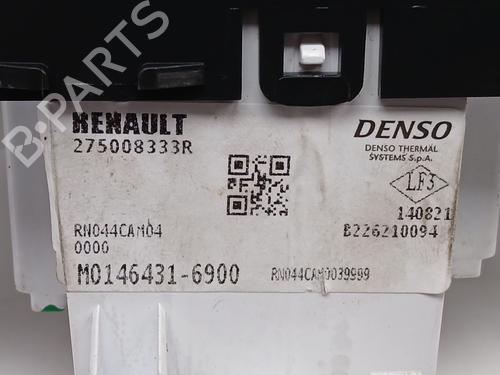 B-PARTS
RENAULT
275008333R
DENSO
DENSO THERMAL
SYSTEMS S.p.A.
LF3
140821
B226210094
RN044CAM04
0000
M0146431-6900
RN044CAM0039999